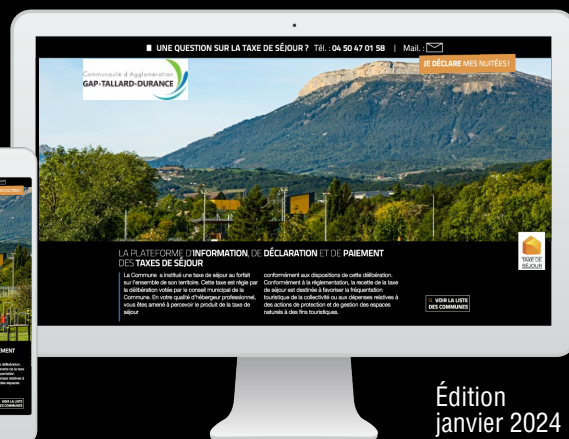 UNE QUESTION SUR LA TAXE DE SÉJOUR ? Tél. : 04 50 47 01 58 | Mail. :
JE DÉCLARE MES NUITÉES !
Communauté d'Agglomération
GAP·TALLARD·DURANCE
LA PLATEFORME D'INFORMATION, DE DÉCLARATION ET DE PAIEMENT
DES TAXES DE SÉJOUR
La Commune a institué une taxe de séjour au forfait
sur l'ensemble de son territoire. Cette taxe est régie par
la délibération votée par le conseil municipal de la
Commune. En votre qualité d'hébergeur professionnel,
vous êtes amené à percevoir le produit de la taxe de
séjour
conformément aux dispositions de cette délibération.
Conformément à la réglementation, la recette de la taxe
de séjour est destinée à favoriser la fréquentation
touristique de la collectivité ou aux dépenses relatives à
des actions de protection et de gestion des espaces
naturels à des fins touristiques.
VOIR LA LISTE
DES COMMUNES
TAXE DE
SÉJOUR
VOIR LA LISTE
DES COMMUNES
Édition
janvier 2024